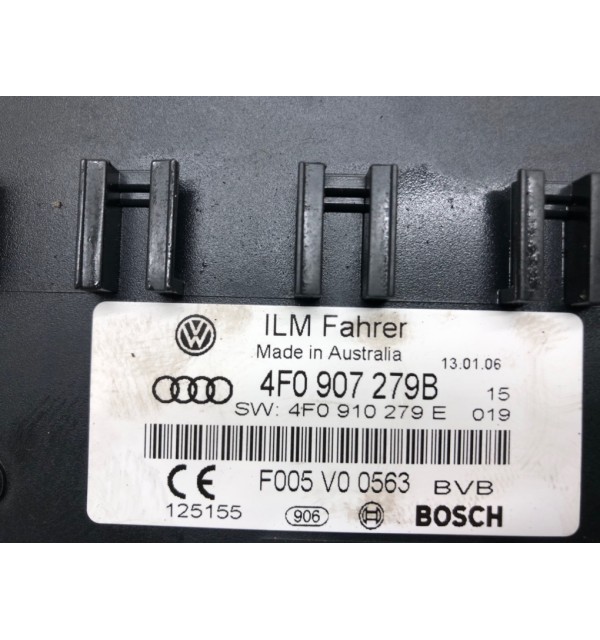 ILM Fahrer
Made in Australia 13.01.06
4F0 907 279B 15
SW: 4F0 910 279 E 019
F005 V0 0563 BVB
CE
125155 906 BOSCH